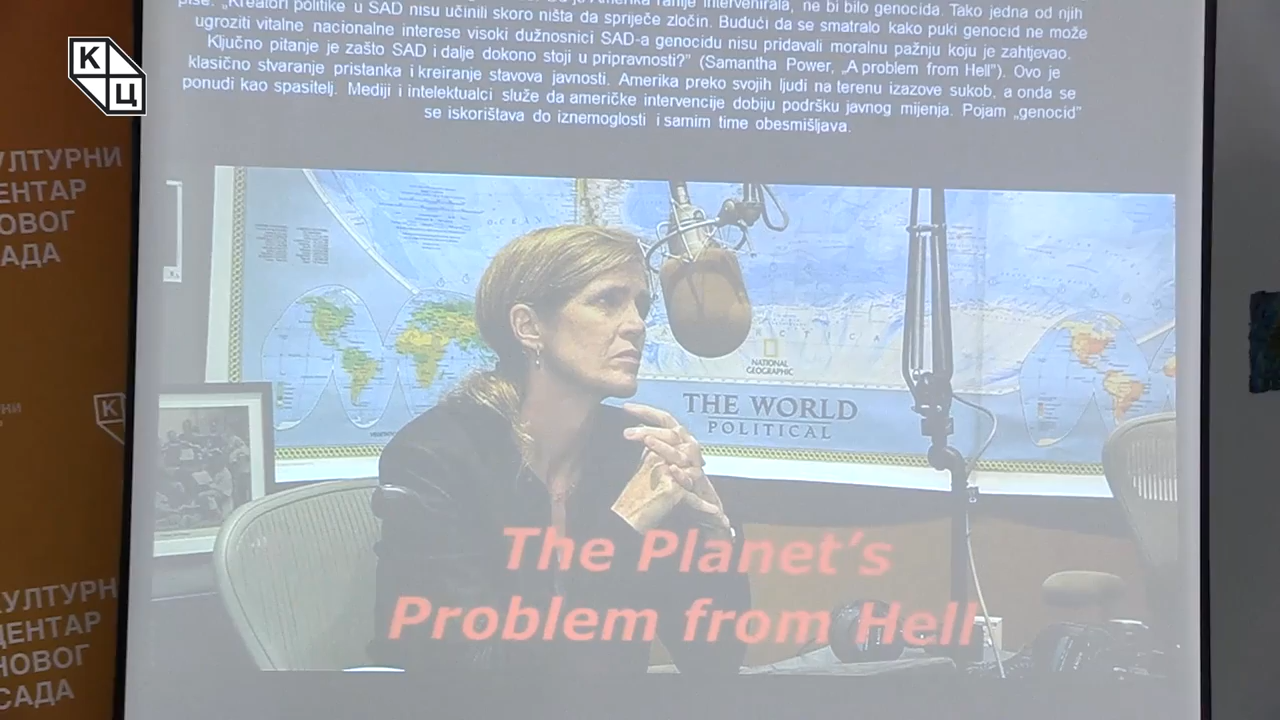 piše: „Kreatori politike u SAD nisu učinili skoro ništa da spriječe zločin. Budući da se smatralo kako puki genocid ne može
ugroziti vitalne nacionalne interese visoki dužnosnici SAD-a genocidu nisu pridavali moralnu pažnju koju je zahtjevao.
Ključno pitanje je zašto SAD i dalje dokono stoji u pripravnosti?” (Samantha Power, „A problem from Hell”). Ovo je
klasično stvaranje pristanka i kreiranje stavova javnosti. Amerika preko svojih ljudi na terenu izazove sukob, a onda se
ponudi kao spasitelj. Mediji i intelektualci služe da američke intervencije dobiju podršku javnog mijenja. Pojam „genocid”
se iskorištava do iznemoglosti i samim time obesmišljava.
К
Ц
УЛТУРНИ
ЕНТАР
НОВОГ
САДА
NATIONAL
GEOGRAPHIC
THE WORLD
POLITICAL
The Planet’s
Problem from Hell
К
КУЛТУРН
ЦЕНТАР
НОВОГ
САДА